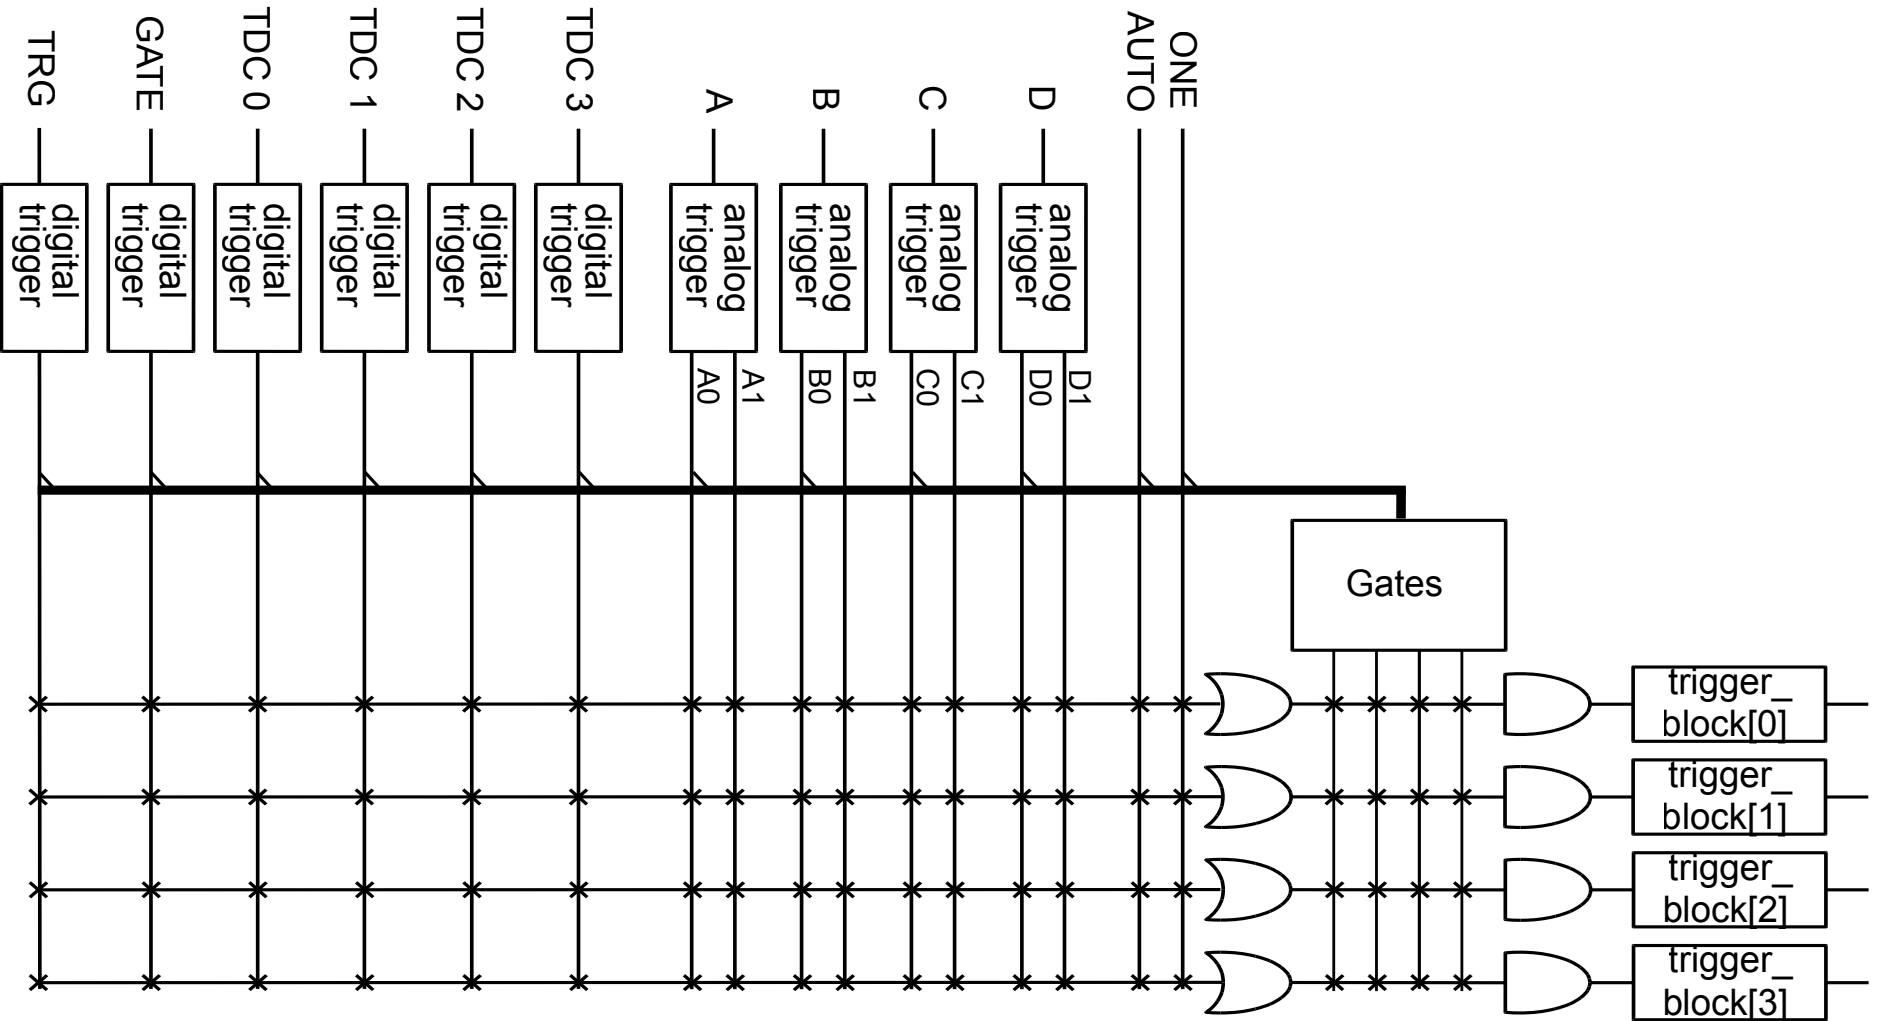 TRG
GATE
TDC 0
TDC 1
TDC 2
TDC 3
A
B
C
D
AUTO
ONE
digital
trigger
digital
trigger
digital
trigger
digital
trigger
digital
trigger
digital
trigger
analog
trigger
analog
trigger
analog
trigger
analog
trigger
A0
A1
B0
B1
C0
C1
D0
D1
Gates
trigger_
block[0]
trigger_
block[1]
trigger_
block[2]
trigger_
block[3]